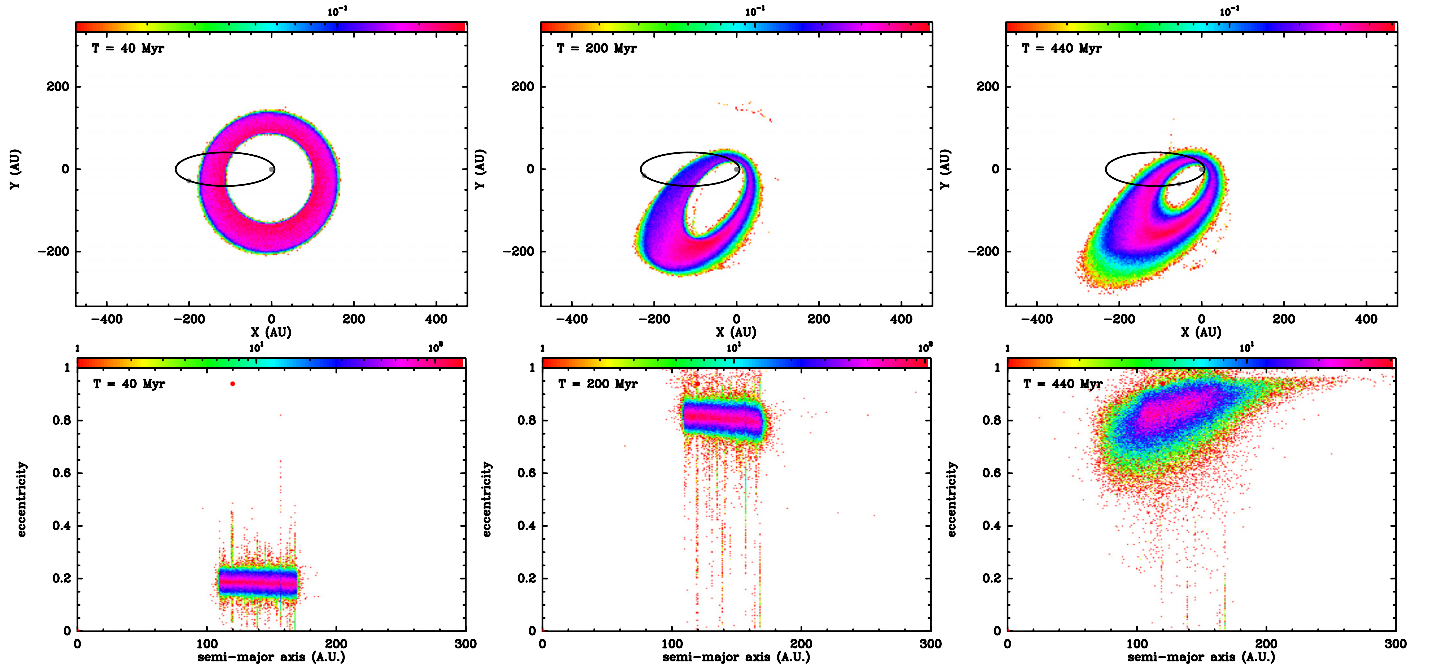 10⁻¹ 10⁻¹ 10⁻¹
T = 40 Myr T = 200 Myr T = 440 Myr
200 200 200
Y (AU) Y (AU) Y (AU)
0 0 0
−200 −200 −200
−400 −200 0 200 400 −400 −200 0 200 400 −400 −200 0 200 400
X (AU) X (AU) X (AU)
1 10¹ 1 10¹ 1 10¹
1 1 1
T = 40 Myr T = 200 Myr T = 440 Myr
0.8 0.8 0.8
0.6 0.6 0.6
eccentricity eccentricity eccentricity
0.4 0.4 0.4
0.2 0.2 0.2
0 0 0
0 100 200 300 0 100 200 300 0 100 200 300
semi-major axis (A.U.) semi-major axis (A.U.) semi-major axis (A.U.)